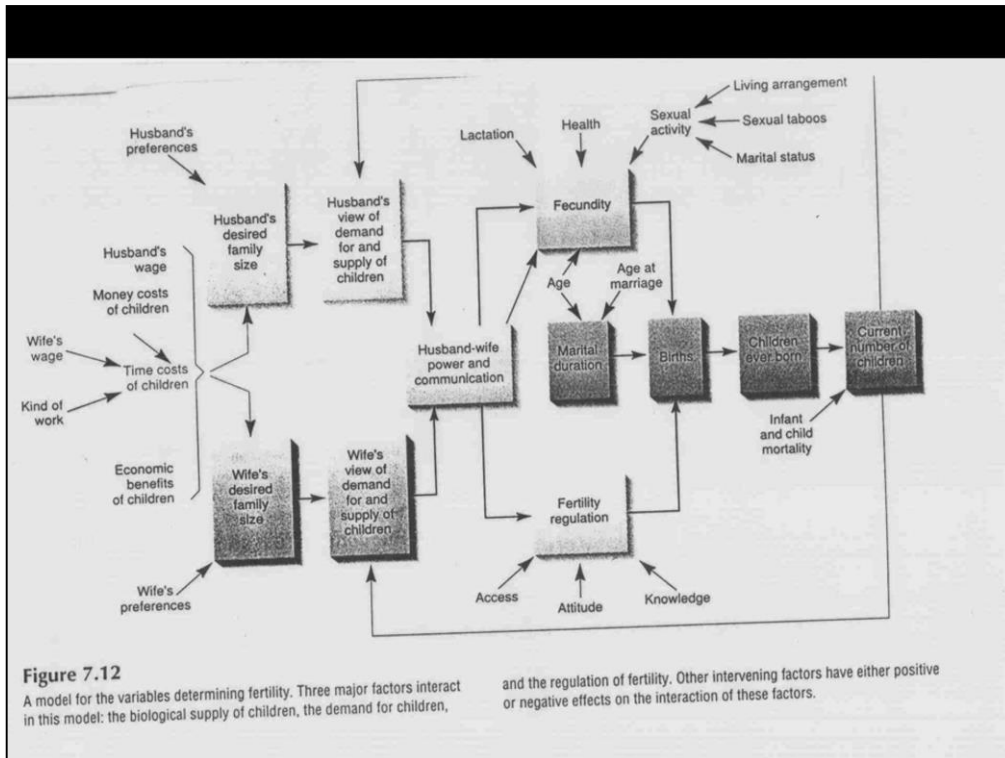 Living arrangement
Sexual
activity
Sexual taboos
Marital status
Health
Lactation
Husband's
preferences
Husband's
desired
family
size
Husband's
view of
demand
for and
supply of
children
Fecundity
Husband's
wage
Money costs
of children
Wife's
wage
Time costs
of children
Kind of
work
Economic
benefits
of children
Age
Age at
marriage
Husband-wife
power and
communication
Marital
duration
Births
Children
ever born
Current
number of
children
Infant
and child
mortality
Wife's
desired
family
size
Wife's
view of
demand
for and
supply of
children
Fertility
regulation
Wife's
preferences
Access
Attitude
Knowledge
Figure 7.12
A model for the variables determining fertility. Three major factors interact
in this model: the biological supply of children, the demand for children,
and the regulation of fertility. Other intervening factors have either positive
or negative effects on the interaction of these factors.